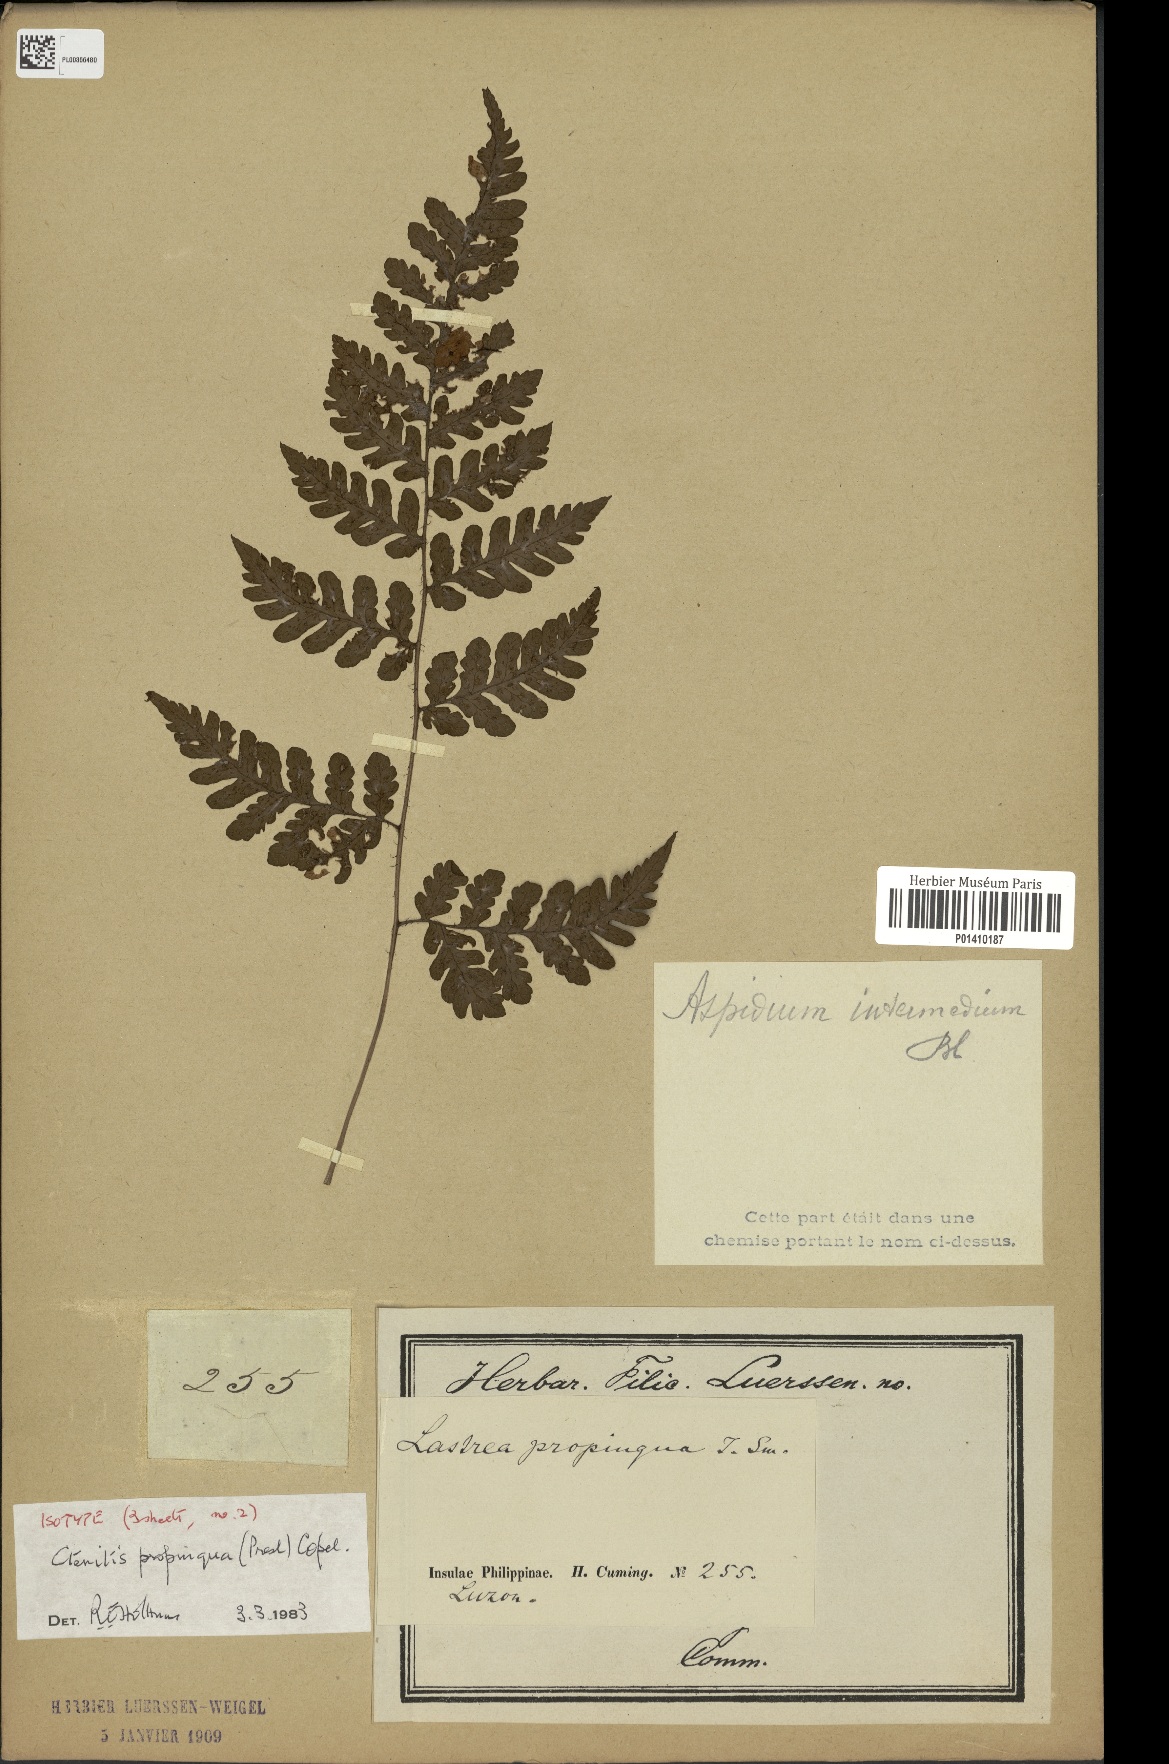 PL00806480
Herbier Muséum Paris
P01410187
Aspidium intermedium
Bl
Cette part était dans une
chemise portant le nom ci-dessus.
255
Herbar. Filic. Luerssen. no.
Lastrea propinqua J. Sm.
Insulae Philippinae. H. Cuming. № 255.
Luzon.
Comm.
ISOTYPE (3 sheets, no. 2)
Ctenitis propinqua (Presl) Copel.
DET. 3.3.1983
HERBIER LUERSSEN-WEIGEL
5 JANVIER 1909